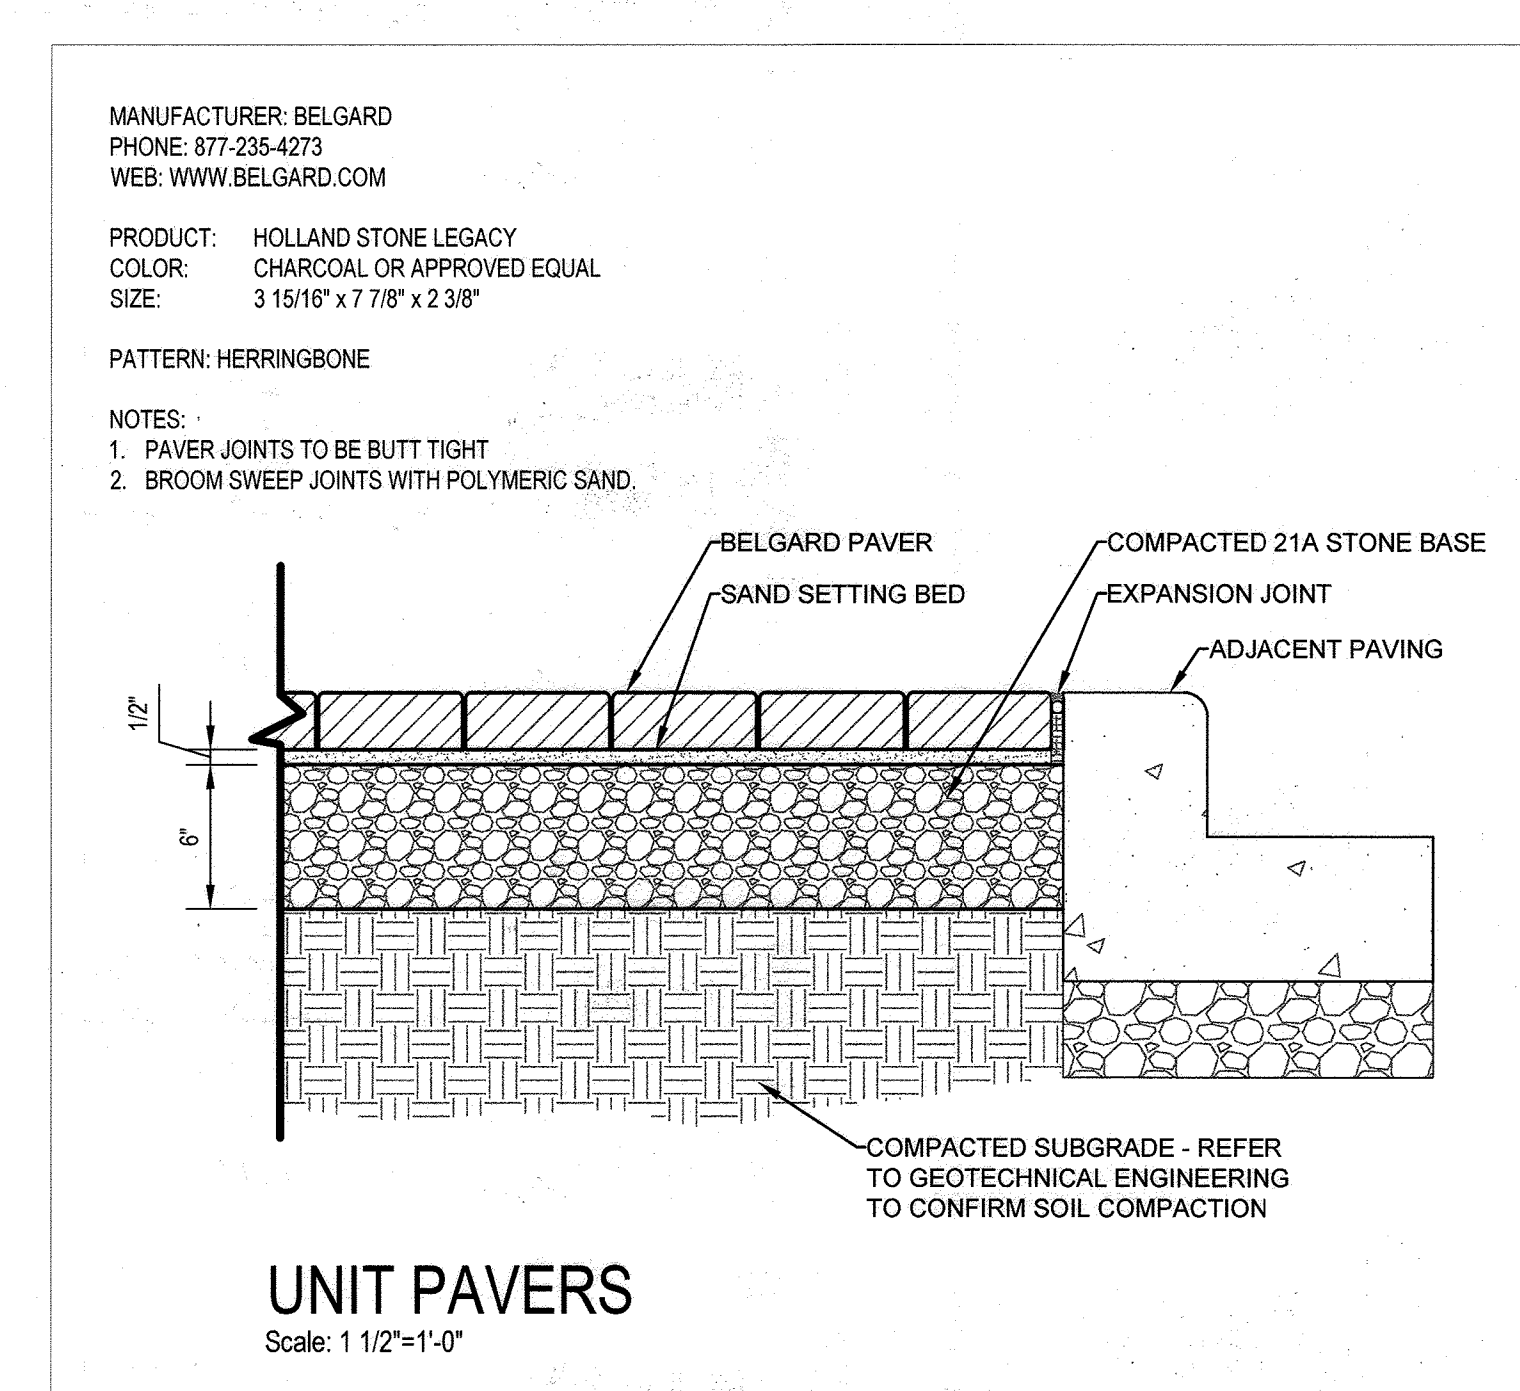 MANUFACTURER: BELGARD
PHONE: 877-235-4273
WEB: WWW.BELGARD.COM
PRODUCT: HOLLAND STONE LEGACY
COLOR: CHARCOAL OR APPROVED EQUAL
SIZE: 3 15/16" x 7 7/8" x 2 3/8"
PATTERN: HERRINGBONE
NOTES:
1. PAVER JOINTS TO BE BUTT TIGHT
2. BROOM SWEEP JOINTS WITH POLYMERIC SAND.
BELGARD PAVER
COMPACTED 21A STONE BASE
SAND SETTING BED
EXPANSION JOINT
ADJACENT PAVING
1/2"
6"
COMPACTED SUBGRADE - REFER
TO GEOTECHNICAL ENGINEERING
TO CONFIRM SOIL COMPACTION
UNIT PAVERS
Scale: 1 1/2"=1'-0"